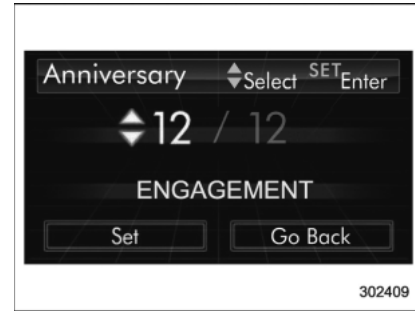 Anniversary Select SET Enter
12 / 12
ENGAGEMENT
Set Go Back
302409